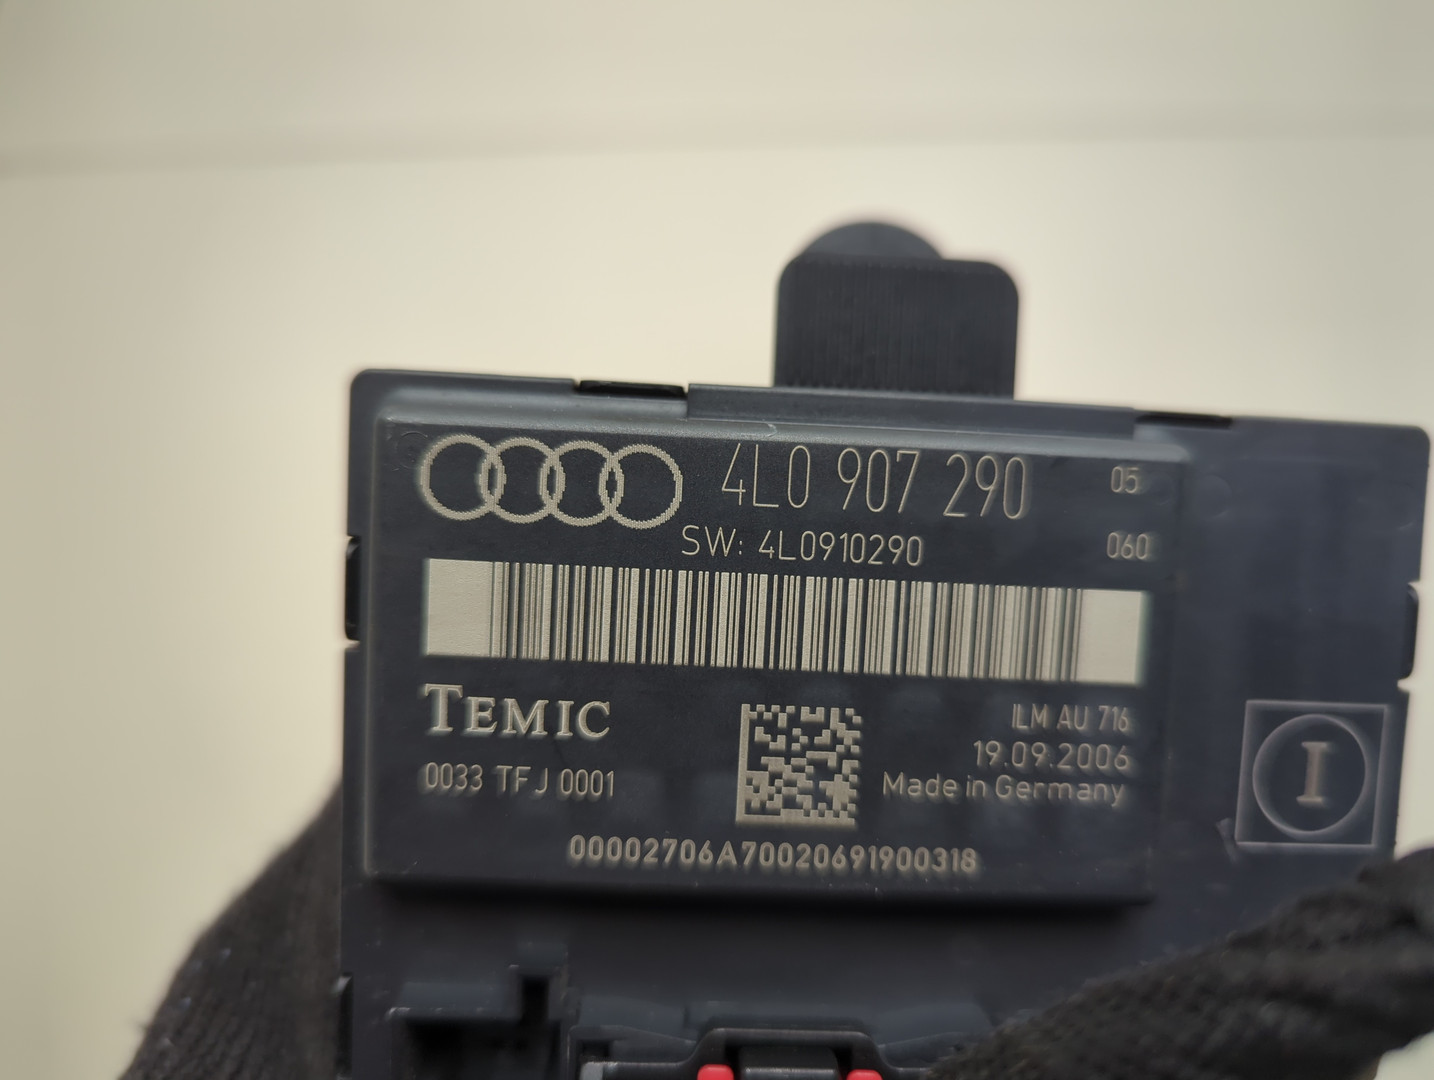 4L0 907 290 05
SW: 4L0910290 060
TEMIC
0033 TFJ 0001
ILM AU 716
19.09.2006
Made in Germany
00002706A70020691900318
I